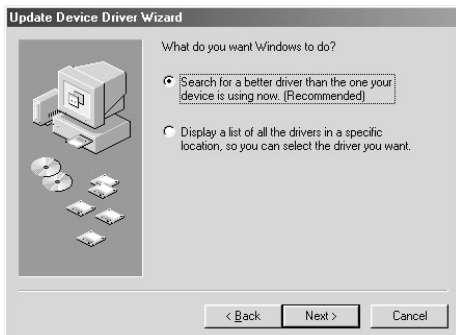 Update Device Driver Wizard
What do you want Windows to do?
Search for a better driver than the one your
device is using now. (Recommended)
Display a list of all the drivers in a specific
location, so you can select the driver you want.
< Back
Next >
Cancel